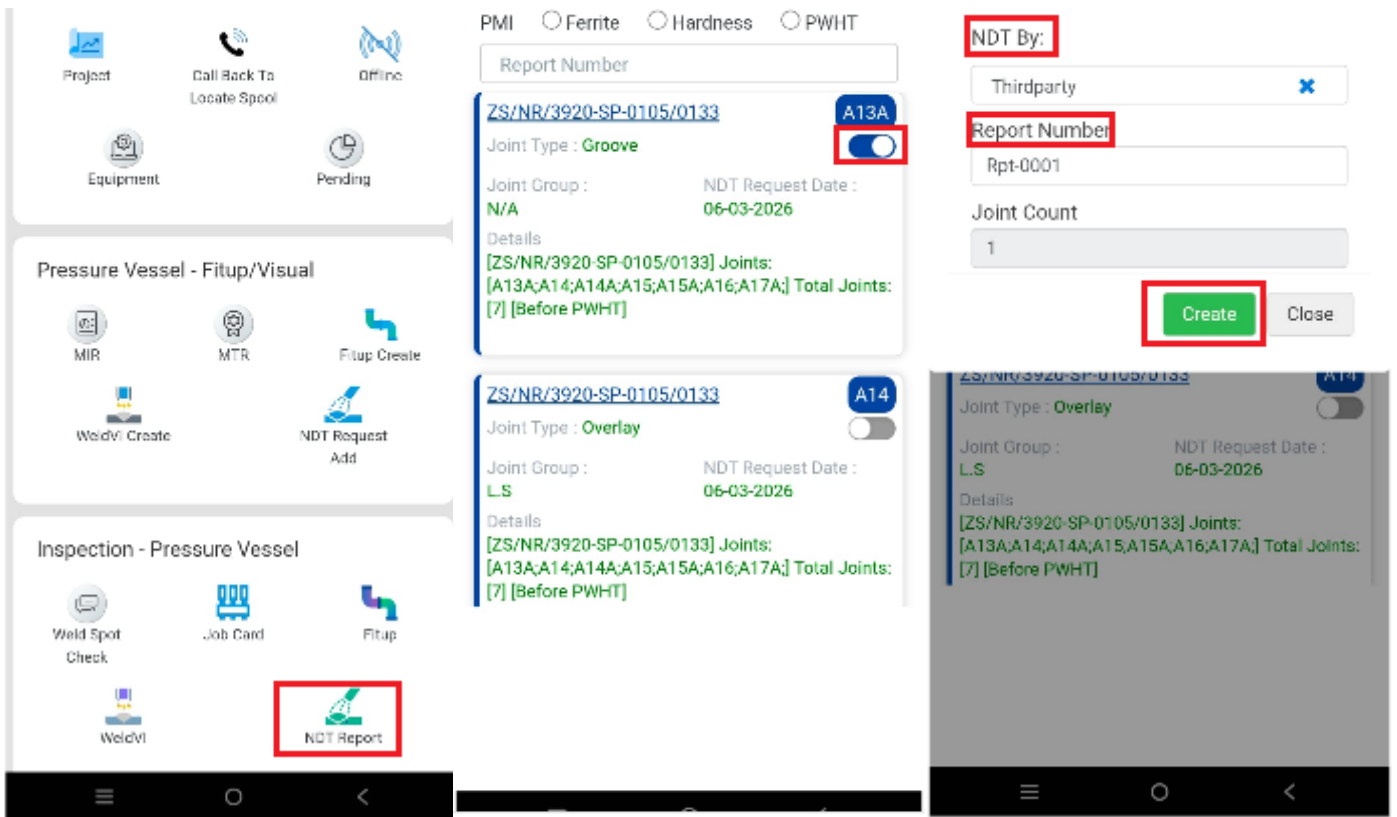 Project
Call Back To
Locate Spool
Offline
Equipment
Pending
Pressure Vessel - Fitup/Visual
MIR
MTR
Fitup Create
WeldVI Create
NDT Request
Add
Inspection - Pressure Vessel
Weld Spot
Check
Job Card
Fitup
WeldVI
NDT Report
PMI Ferrite Hardness PWHT
Report Number
ZS/NR/3920-SP-0105/0133 A13A
Joint Type : Groove
Joint Group : NDT Request Date :
N/A 06-03-2026
Details
[ZS/NR/3920-SP-0105/0133] Joints:
[A13A;A14;A14A;A15;A15A;A16;A17A;] Total Joints:
[7] [Before PWHT]
ZS/NR/3920-SP-0105/0133 A14
Joint Type : Overlay
Joint Group : NDT Request Date :
L.S 06-03-2026
Details
[ZS/NR/3920-SP-0105/0133] Joints:
[A13A;A14;A14A;A15;A15A;A16;A17A;] Total Joints:
[7] [Before PWHT]
NDT By:
Thirdparty
Report Number
Rpt-0001
Joint Count
1
Create Close
ZS/NR/3920-SP-0105/0133 A14
Joint Type : Overlay
Joint Group : NDT Request Date :
L.S 06-03-2026
Details
[ZS/NR/3920-SP-0105/0133] Joints:
[A13A;A14;A14A;A15;A15A;A16;A17A;] Total Joints:
[7] [Before PWHT]